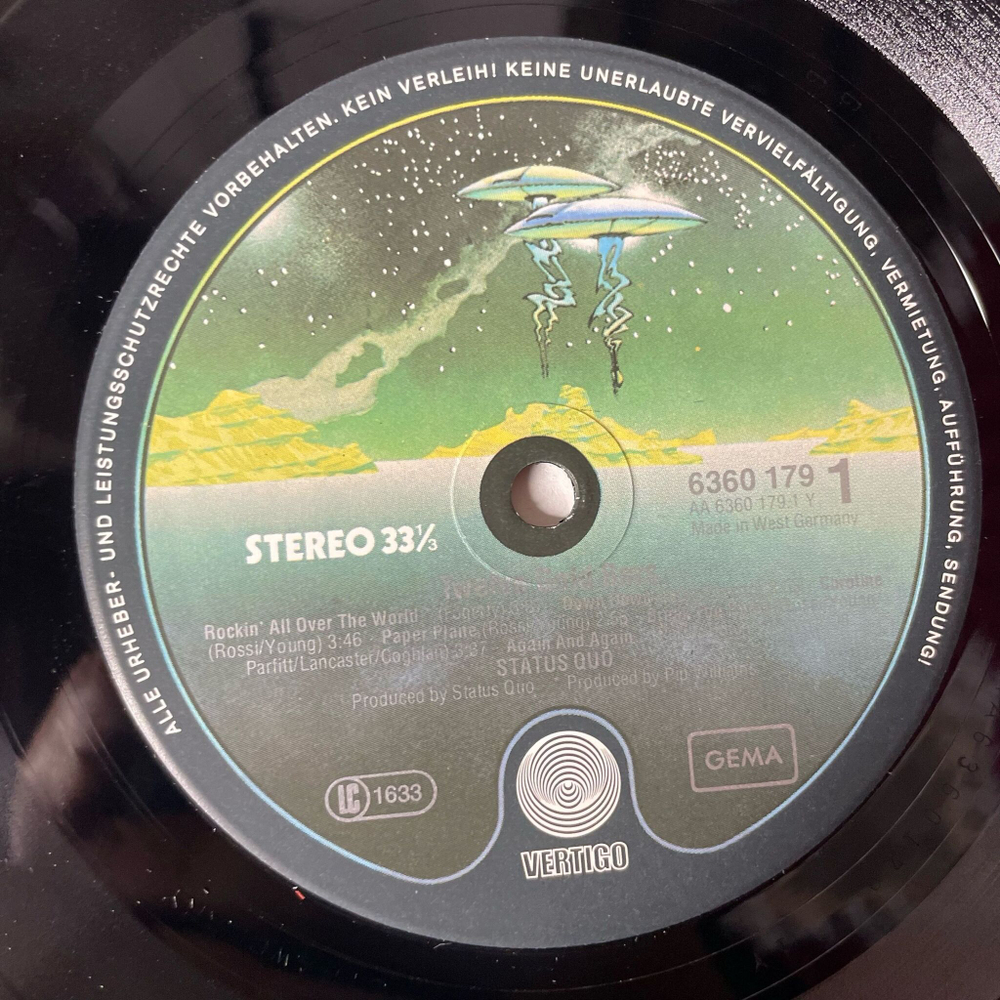 ALLE URHEBER- UND LEISTUNGSSCHUTZRECHTE VORBEHALTEN. KEIN VERLEIH! KEINE UNERLAUBTE VERVIELFÄLTIGUNG, VERMIETUNG, AUFFÜHRUNG, SENDUNG!
6360 179 1
AA 6360 179.1 Y
Made in West Germany
STEREO 33⅓
Rockin' All Over The World Down Down
(Rossi/Young) 3:46 - Paper Plane (Rossi/Young)
Parfitt/Lancaster/Coghlan) 3:37 Again And Again
STATUS QUO
Produced by Status Quo * Produced by Pip Williams
LC 1633
GEMA
VERTIGO